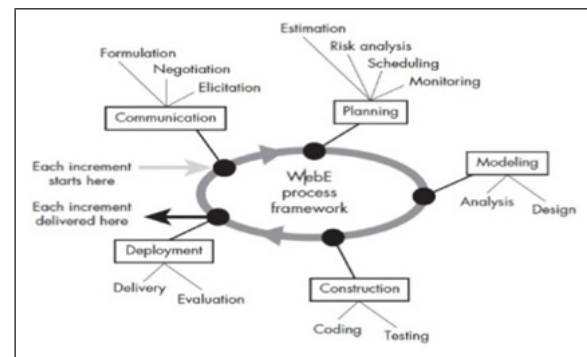 Estimation
Risk analysis
Scheduling
Monitoring
Planning
Formulation
Negotiation
Elicitation
Communication
Each increment
starts here
WebE
process
framework
Modeling
Analysis
Design
Each increment
delivered here
Deployment
Delivery
Evaluation
Construction
Coding
Testing